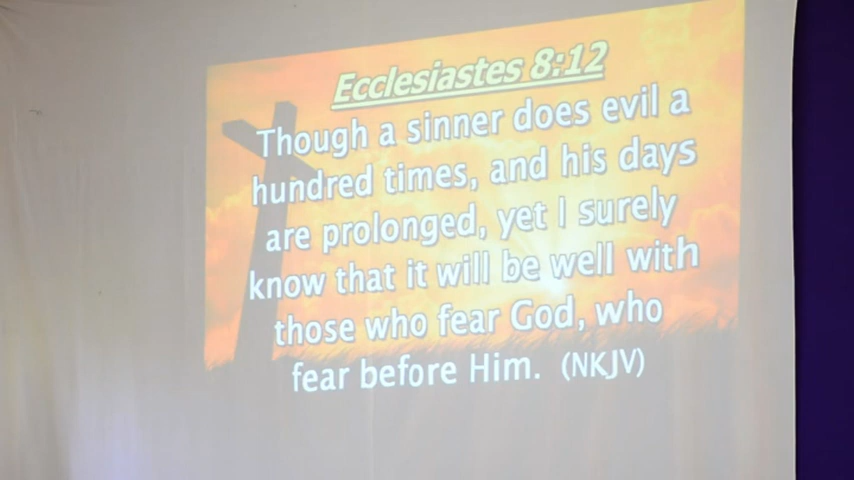 Ecclesiastes 8:12
Though a sinner does evil a
hundred times, and his days
are prolonged, yet I surely
know that it will be well with
those who fear God, who
fear before Him. (NKJV)